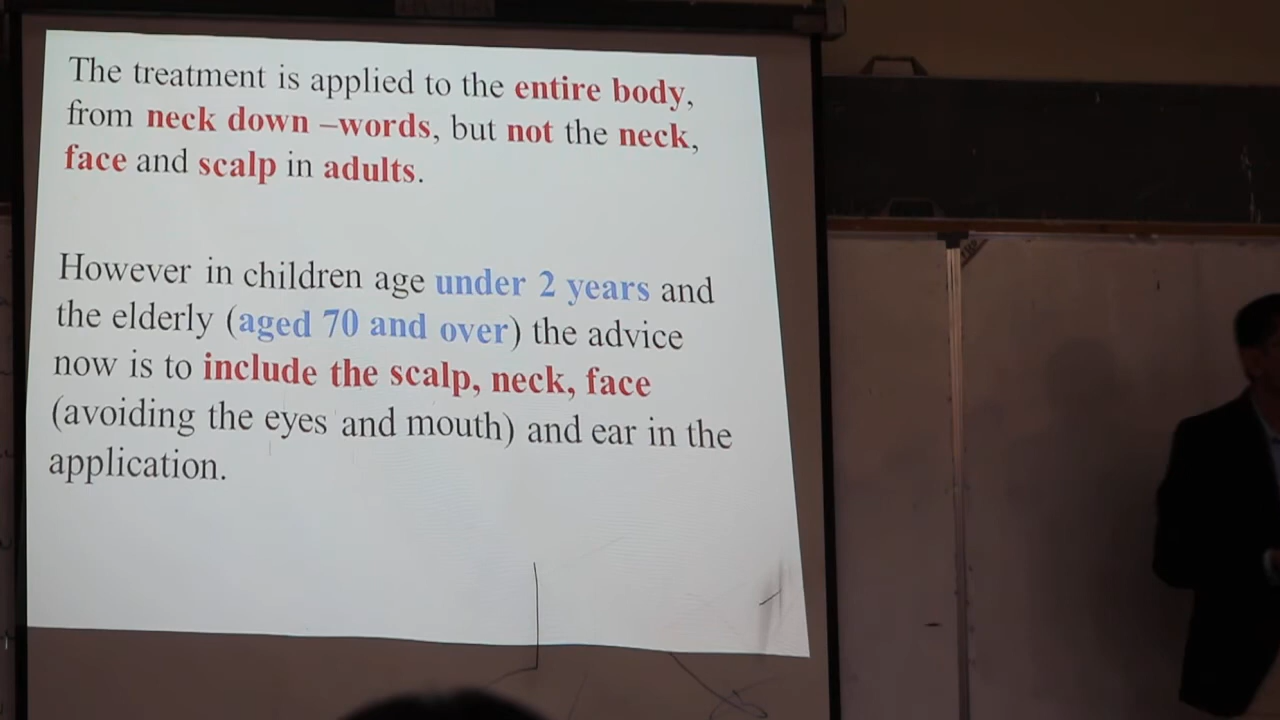 The treatment is applied to the entire body,
from neck down –words, but not the neck,
face and scalp in adults.
However in children age under 2 years and
the elderly (aged 70 and over) the advice
now is to include the scalp, neck, face
(avoiding the eyes and mouth) and ear in the
application.